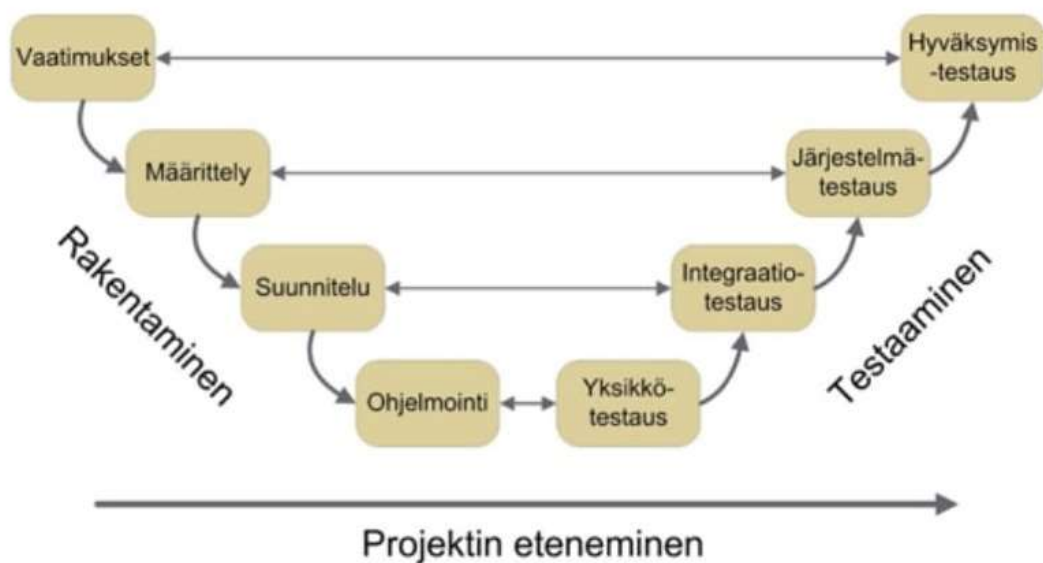 Vaatimukset
Hyväksymis
-testaus
Määrittely
Järjestelmä-
testaus
Rakentaminen
Suunnitelu
Integraatio-
testaus
Testaaminen
Ohjelmointi
Yksikkö-
testaus
Projektin eteneminen